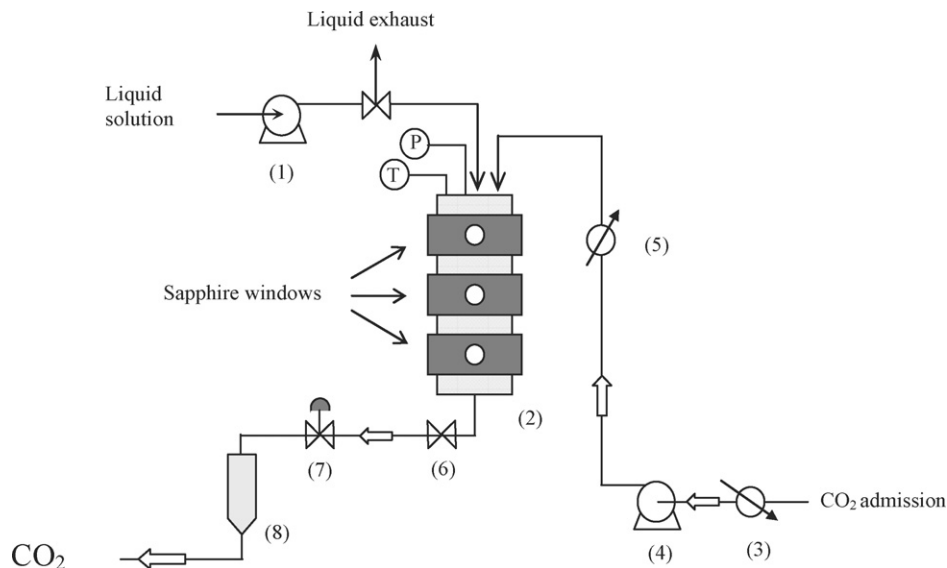 Liquid exhaust
Liquid
solution
(1)
P
T
(5)
Sapphire windows
(2)
(7)
(6)
(8)
(4)
(3)
CO₂ admission
CO₂